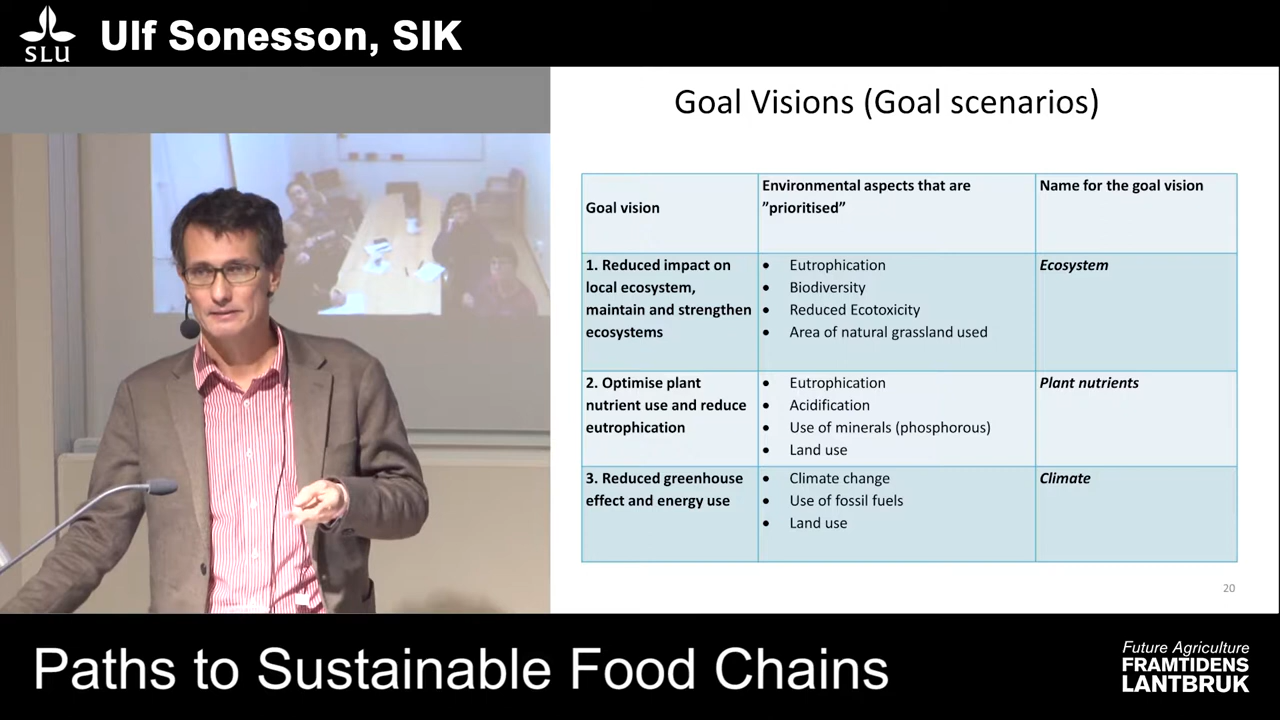 Ulf Sonesson, SIK
SLU
Goal Visions (Goal scenarios)
Goal vision
Environmental aspects that are
”prioritised”
Name for the goal vision
1. Reduced impact on
local ecosystem,
maintain and strengthen
ecosystems
• Eutrophication
• Biodiversity
• Reduced Ecotoxicity
• Area of natural grassland used
Ecosystem
2. Optimise plant
nutrient use and reduce
eutrophication
• Eutrophication
• Acidification
• Use of minerals (phosphorous)
• Land use
Plant nutrients
3. Reduced greenhouse
effect and energy use
• Climate change
• Use of fossil fuels
• Land use
Climate
20
Paths to Sustainable Food Chains
Future Agriculture
FRAMTIDENS
LANTBRUK